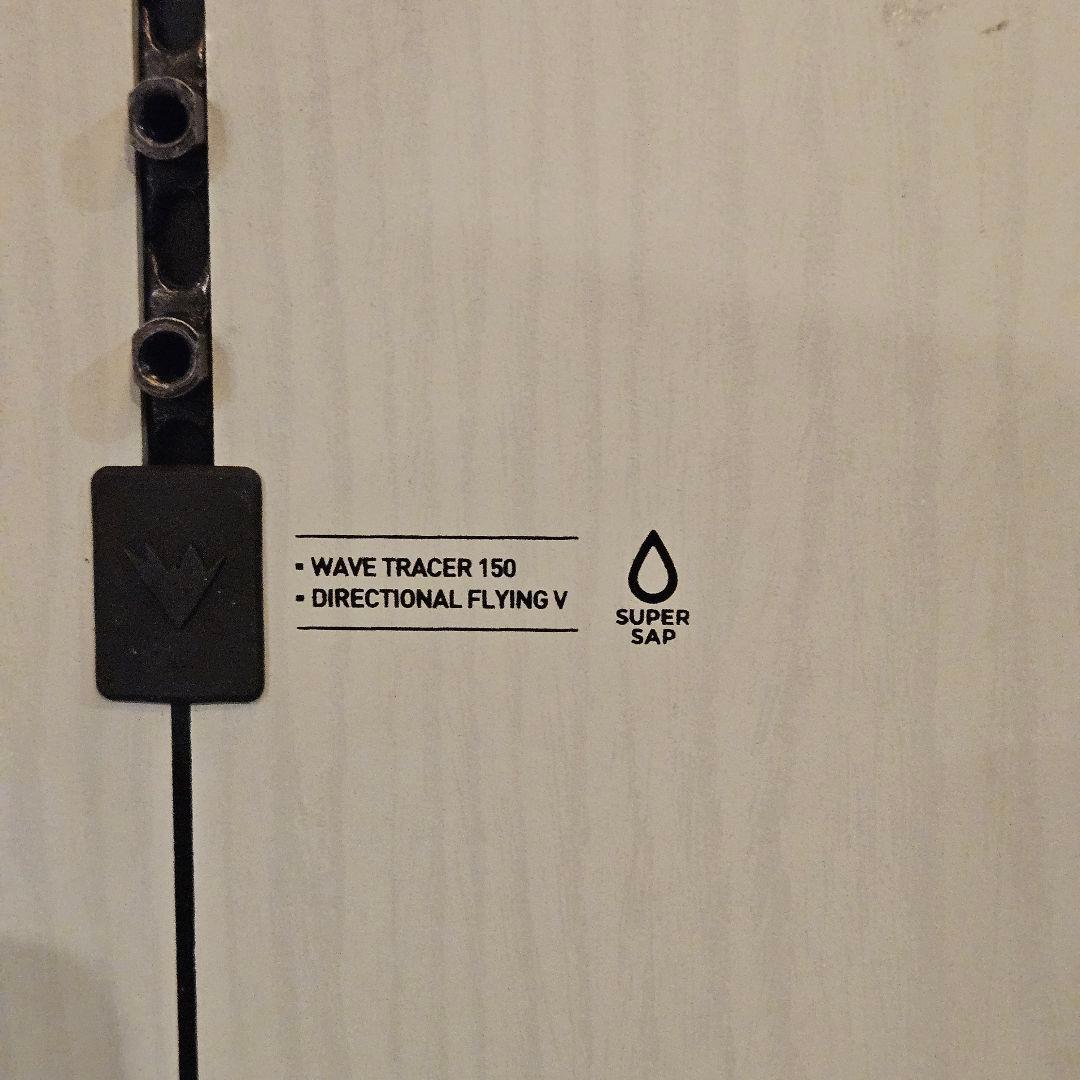 ▪ WAVE TRACER 150
▪ DIRECTIONAL FLYING V
SUPER
SAP